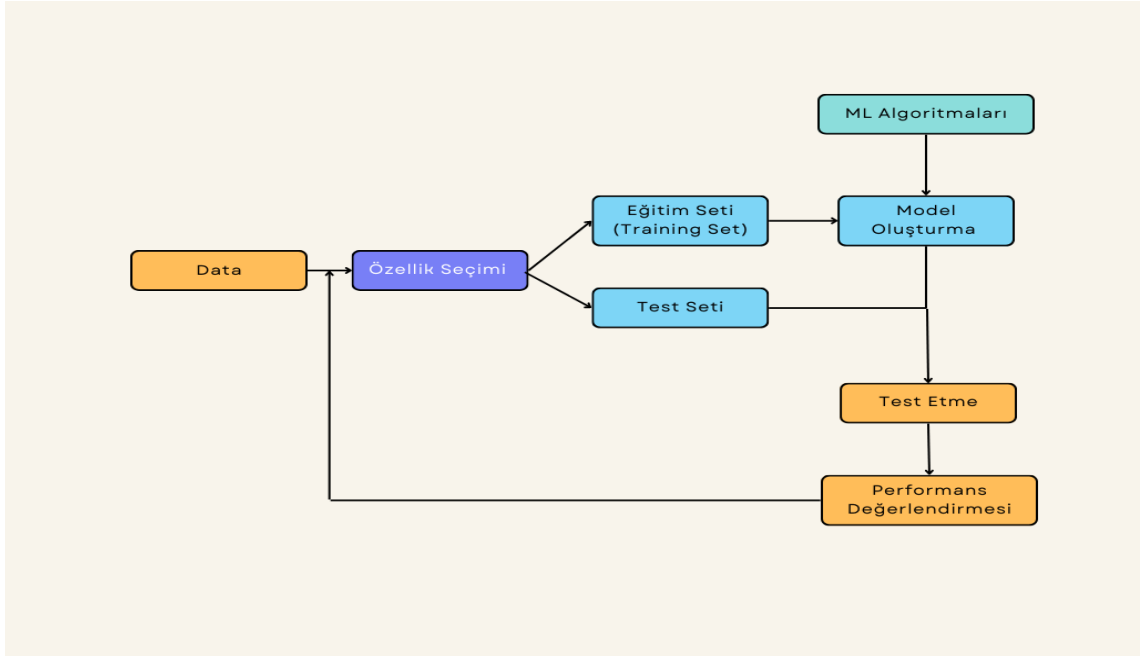 ML Algoritmaları
Eğitim Seti
(Training Set)
Model
Oluşturma
Data
Özellik Seçimi
Test Seti
Test Etme
Performans
Değerlendirmesi